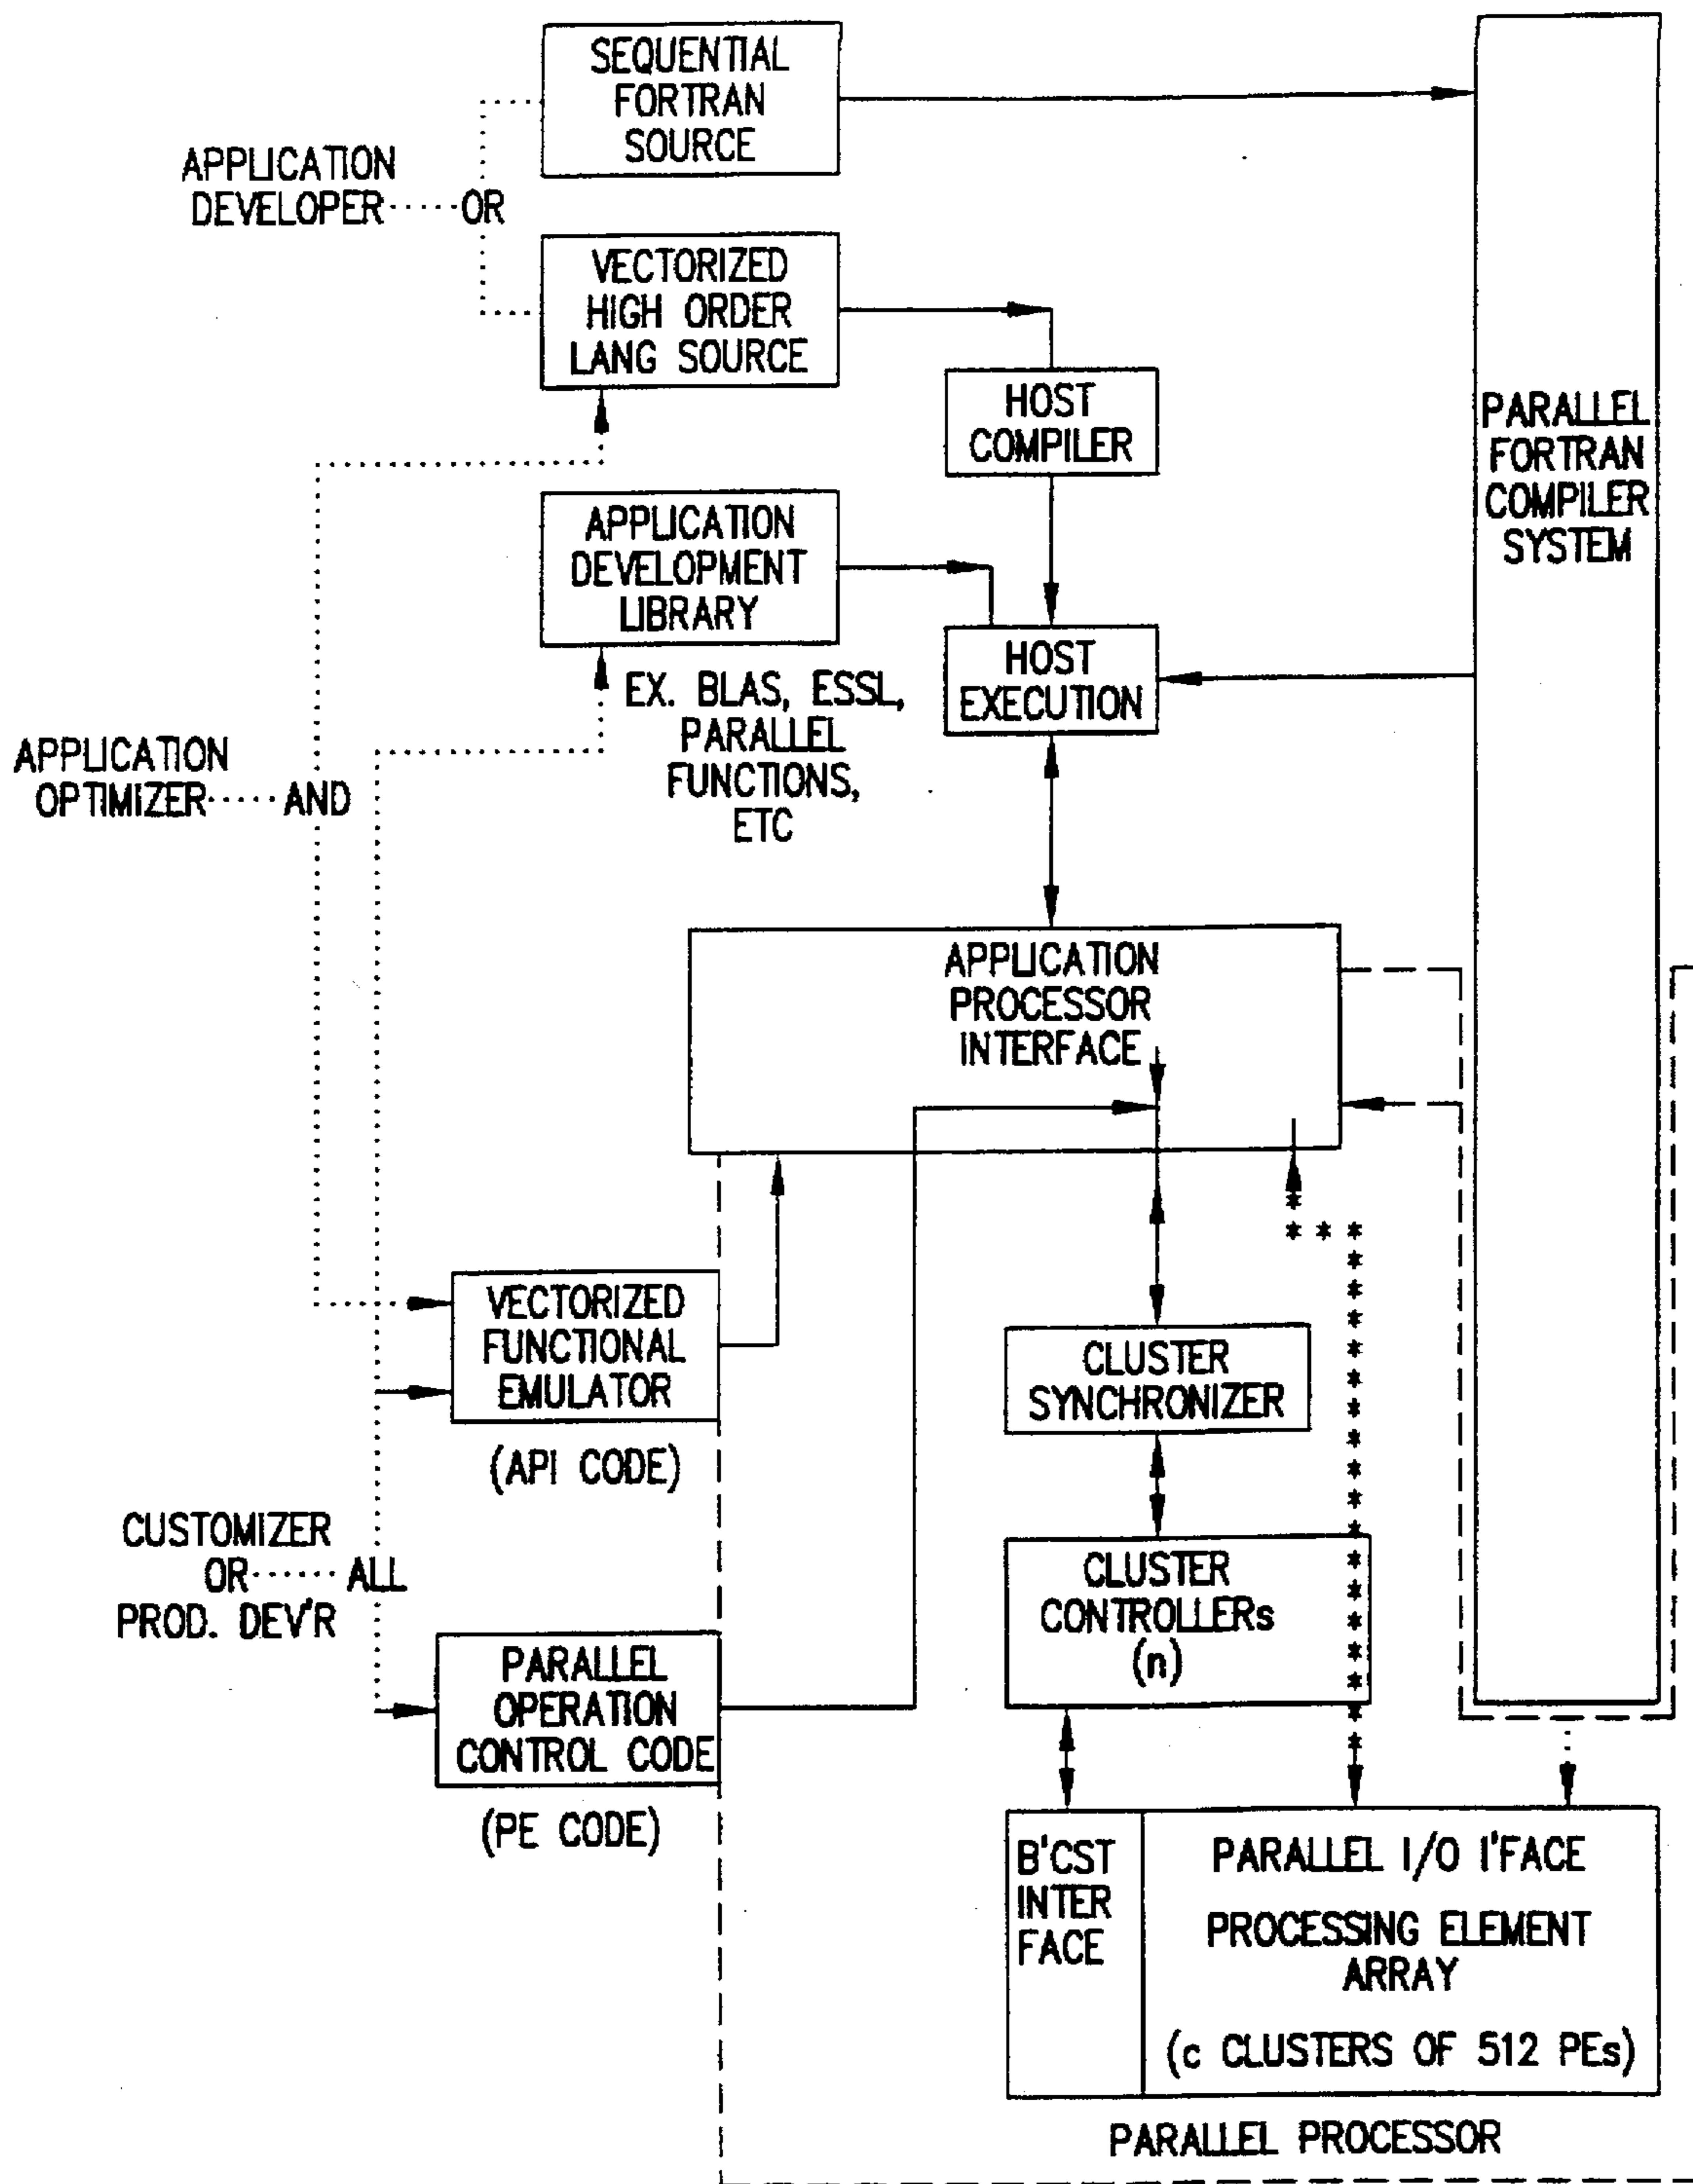 SEQUENTIAL
FORTRAN
SOURCE
APPLICATION
DEVELOPER
OR
VECTORIZED
HIGH ORDER
LANG SOURCE
HOST
COMPILER
PARALLEL
FORTRAN
COMPILER
SYSTEM
APPLICATION
DEVELOPMENT
LIBRARY
HOST
EXECUTION
EX. BLAS, ESSL,
PARALLEL
FUNCTIONS,
ETC
APPLICATION
OPTIMIZER
AND
APPLICATION
PROCESSOR
INTERFACE
VECTORIZED
FUNCTIONAL
EMULATOR
(API CODE)
CLUSTER
SYNCHRONIZER
CUSTOMIZER
OR
PROD. DEV'R
ALL
CLUSTER
CONTROLLERs
(n)
PARALLEL
OPERATION
CONTROL CODE
(PE CODE)
B'CST
INTER
FACE
PARALLEL I/O I'FACE
PROCESSING ELEMENT
ARRAY
(c CLUSTERS OF 512 PEs)
PARALLEL PROCESSOR